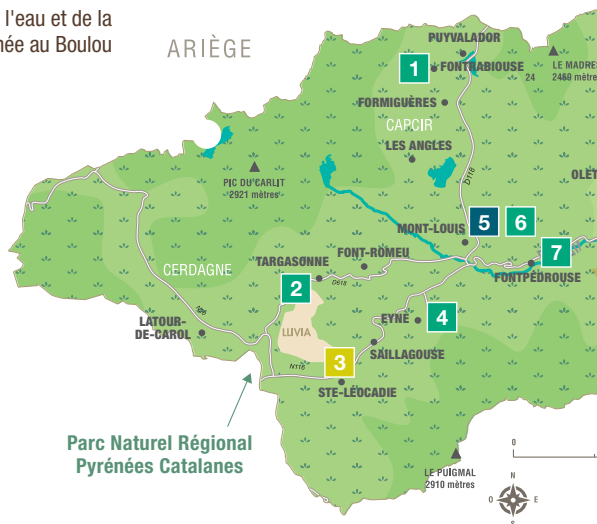 l'eau et de la
née au Boulou
ARIÈGE
PUYVALADOR
1
FONTRABIOUSE
LE MADRES
2469 mètres
24
FORMIGUÈRES
CAPCIR
LES ANGLES
D118
OLET
PIC DU CARLIT
2921 mètres
5
6
MONT-LOUIS
7
FONT-ROMEU
FONTPÉDROUSE
TARGASONNE
CERDAGNE
2
D618
N20
LLIVIA
EYNE
4
LATOUR-
DE-CAROL
SAILLAGOUSE
3
N116
STE-LÉOCADIE
Parc Naturel Régional
Pyrénées Catalanes
LE PUIGMAL
2910 mètres
0
N
O
E
S